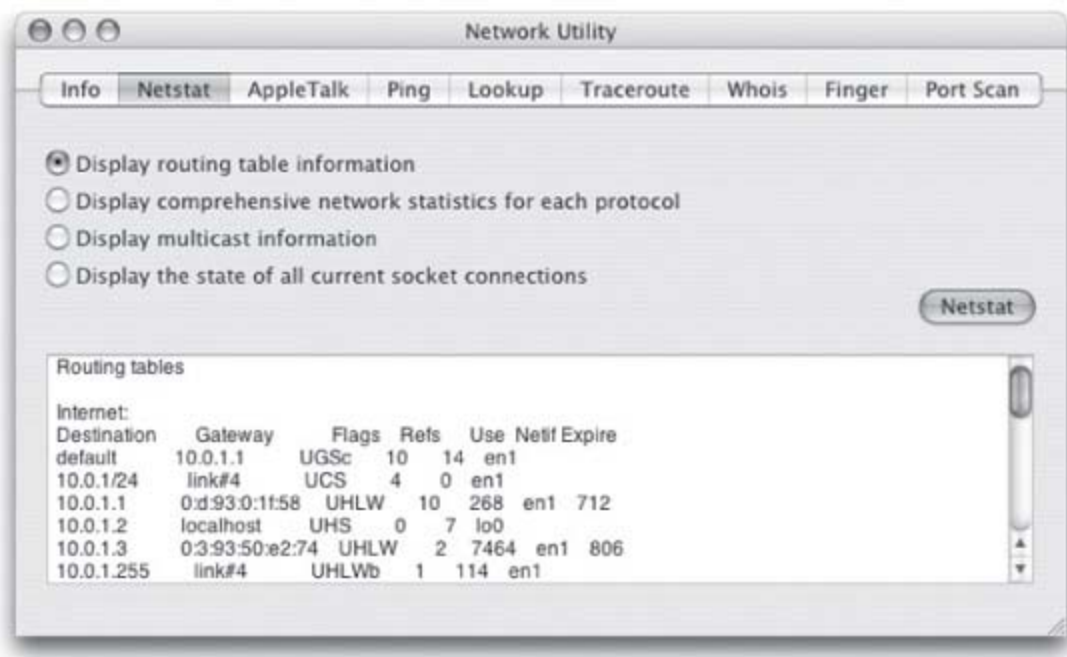 Network Utility
Info Netstat AppleTalk Ping Lookup Traceroute Whois Finger Port Scan
Display routing table information
Display comprehensive network statistics for each protocol
Display multicast information
Display the state of all current socket connections
Netstat
Routing tables
Internet:
Destination Gateway Flags Refs Use Netif Expire
default 10.0.1.1 UGSc 10 14 en1
10.0.1/24 link#4 UCS 4 0 en1
10.0.1.1 0:d:93:0:1f:58 UHLW 10 268 en1 712
10.0.1.2 localhost UHS 0 7 lo0
10.0.1.3 0:3:93:50:e2:74 UHLW 2 7464 en1 806
10.0.1.255 link#4 UHLWb 1 114 en1